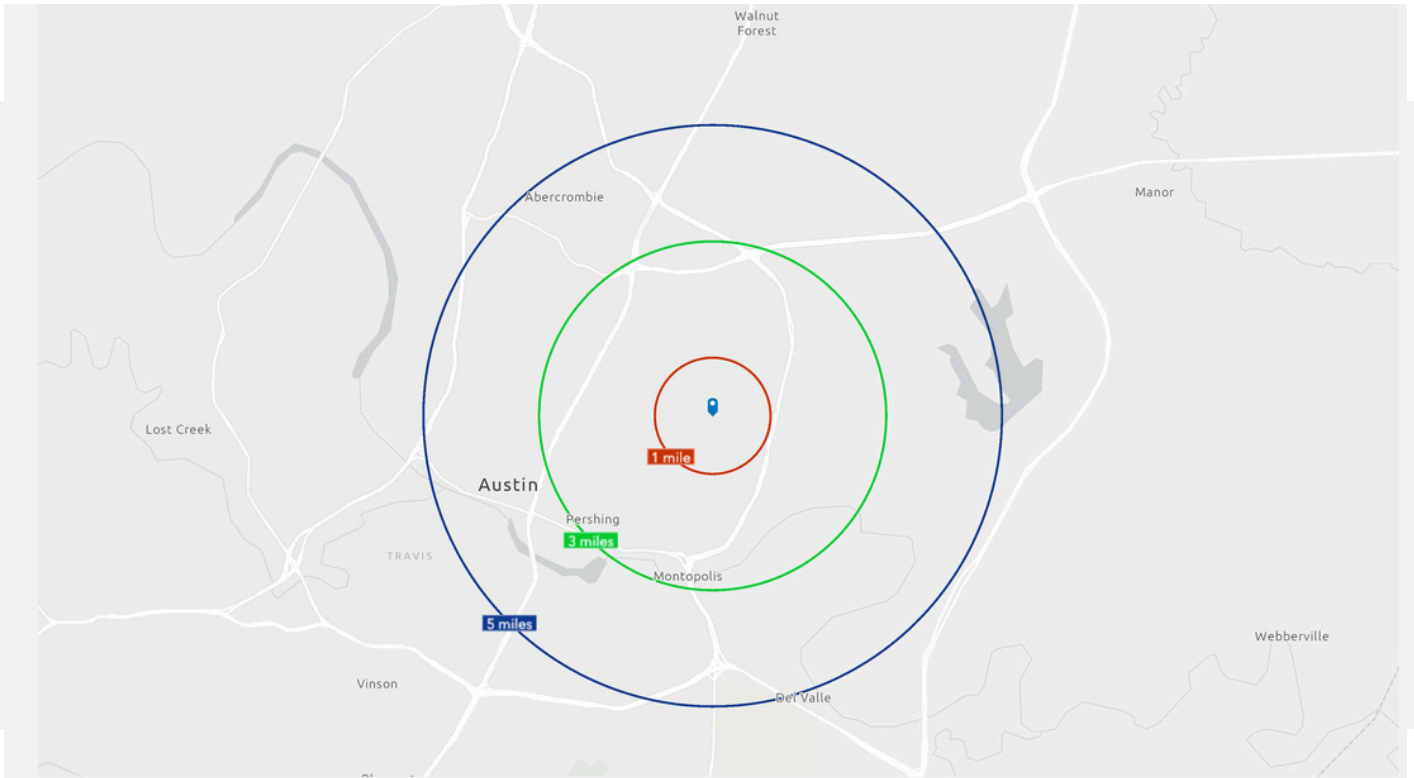 Walnut
Forest
Manor
Abercrombie
Lost Creek
1 mile
Austin
Pershing
3 miles
TRAVIS
Montopolis
5 miles
Webberville
Vinson
Del Valle